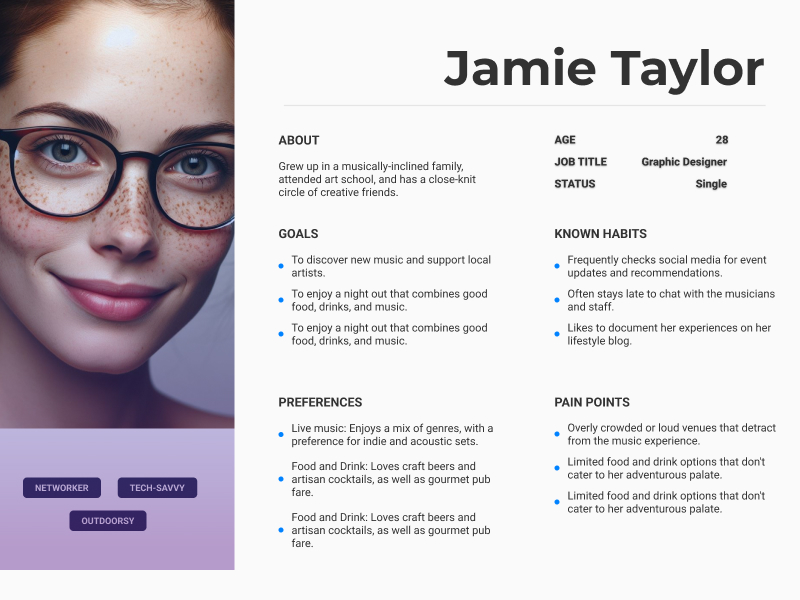 Jamie Taylor
ABOUT
Grew up in a musically-inclined family,
attended art school, and has a close-knit
circle of creative friends.
AGE 28
JOB TITLE Graphic Designer
STATUS Single
GOALS
To discover new music and support local
artists.
To enjoy a night out that combines good
food, drinks, and music.
To enjoy a night out that combines good
food, drinks, and music.
KNOWN HABITS
Frequently checks social media for event
updates and recommendations.
Often stays late to chat with the musicians
and staff.
Likes to document her experiences on her
lifestyle blog.
PREFERENCES
Live music: Enjoys a mix of genres, with a
preference for indie and acoustic sets.
Food and Drink: Loves craft beers and
artisan cocktails, as well as gourmet pub
fare.
Food and Drink: Loves craft beers and
artisan cocktails, as well as gourmet pub
fare.
PAIN POINTS
Overly crowded or loud venues that detract
from the music experience.
Limited food and drink options that don't
cater to her adventurous palate.
Limited food and drink options that don't
cater to her adventurous palate.
NETWORKER TECH-SAVVY
OUTDOORSY